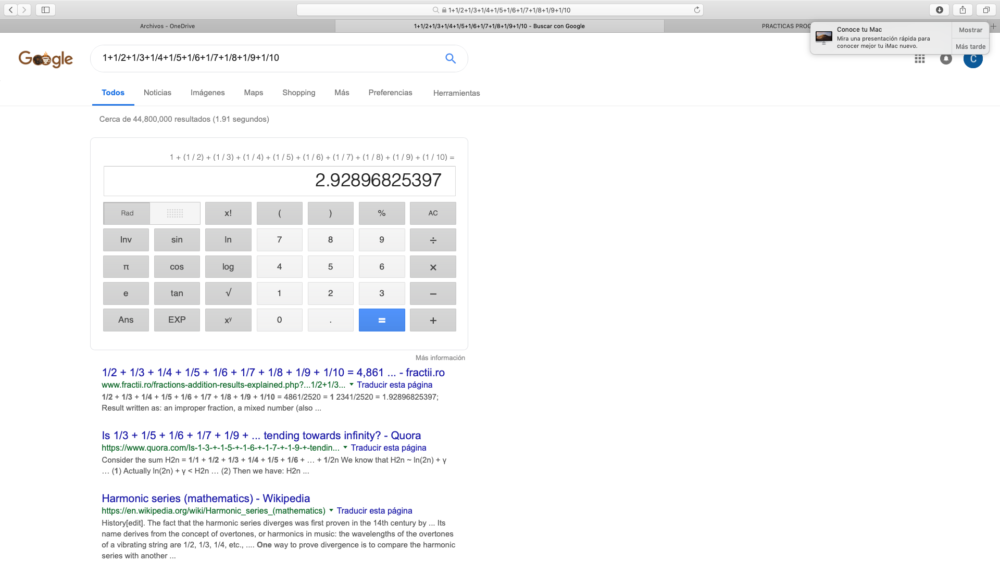 1+1/2+1/3+1/4+1/5+1/6+1/7+1/8+1/9+1/10
Archivos - OneDrive
1+1/2+1/3+1/4+1/5+1/6+1/7+1/8+1/9+1/10 - Buscar con Google
PRACTICAS PROG
Conoce tu Mac
Mira una presentación rápida para
conocer mejor tu iMac nuevo.
Mostrar
Más tarde
Google
1+1/2+1/3+1/4+1/5+1/6+1/7+1/8+1/9+1/10
C
Todos Noticias Imágenes Maps Shopping Más Preferencias Herramientas
Cerca de 44,800,000 resultados (1.91 segundos)
1 + (1 / 2) + (1 / 3) + (1 / 4) + (1 / 5) + (1 / 6) + (1 / 7) + (1 / 8) + (1 / 9) + (1 / 10) =
2.92896825397
Rad x! ( ) % AC
Inv sin ln 7 8 9 ÷
π cos log 4 5 6 ×
e tan √ 1 2 3 −
Ans EXP xʸ 0 . = +
Más información
1/2 + 1/3 + 1/4 + 1/5 + 1/6 + 1/7 + 1/8 + 1/9 + 1/10 = 4,861 ... - fractii.ro
www.fractii.ro/fractions-addition-results-explained.php?...1/2+1/3... Traducir esta página
1/2 + 1/3 + 1/4 + 1/5 + 1/6 + 1/7 + 1/8 + 1/9 + 1/10 = 4861/2520 = 1 2341/2520 = 1.92896825397;
Result written as: an improper fraction, a mixed number (also ...
Is 1/3 + 1/5 + 1/6 + 1/7 + 1/9 + ... tending towards infinity? - Quora
https://www.quora.com/Is-1-3-+-1-5-+-1-6-+-1-7-+-1-9-+-tendin... Traducir esta página
Consider the sum H2n = 1/1 + 1/2 + 1/3 + 1/4 + 1/5 + 1/6 + … + 1/2n We know that H2n ~ ln(2n) + γ
… (1) Actually ln(2n) + γ < H2n … (2) Then we have: H2n ...
Harmonic series (mathematics) - Wikipedia
https://en.wikipedia.org/wiki/Harmonic_series_(mathematics) Traducir esta página
History[edit]. The fact that the harmonic series diverges was first proven in the 14th century by ... Its
name derives from the concept of overtones, or harmonics in music: the wavelengths of the overtones
of a vibrating string are 1/2, 1/3, 1/4, etc., .... One way to prove divergence is to compare the harmonic
series with another ...